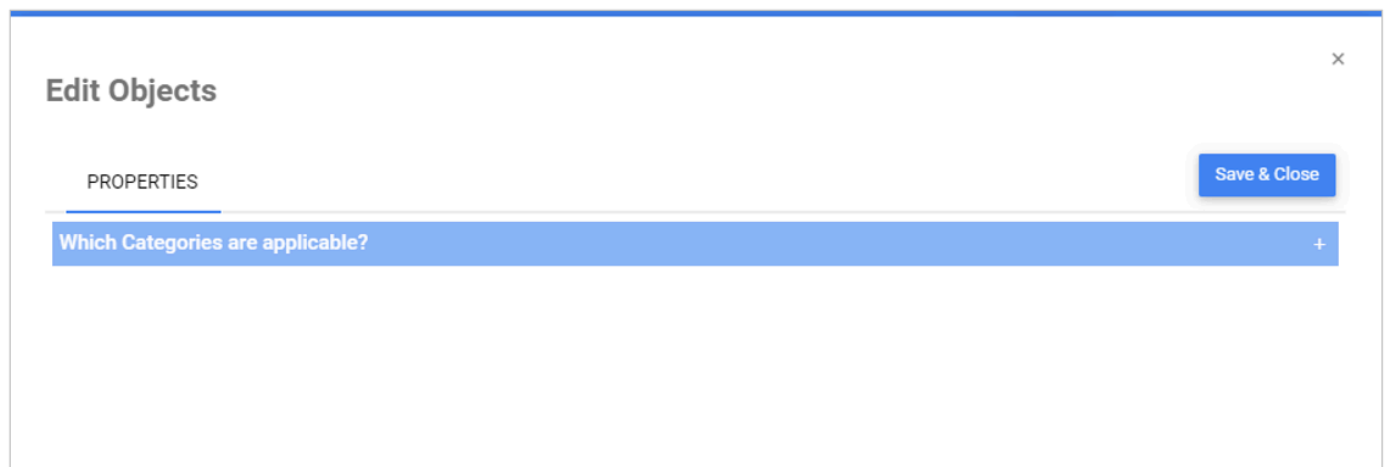 ×
Edit Objects
PROPERTIES
Save & Close
Which Categories are applicable? +